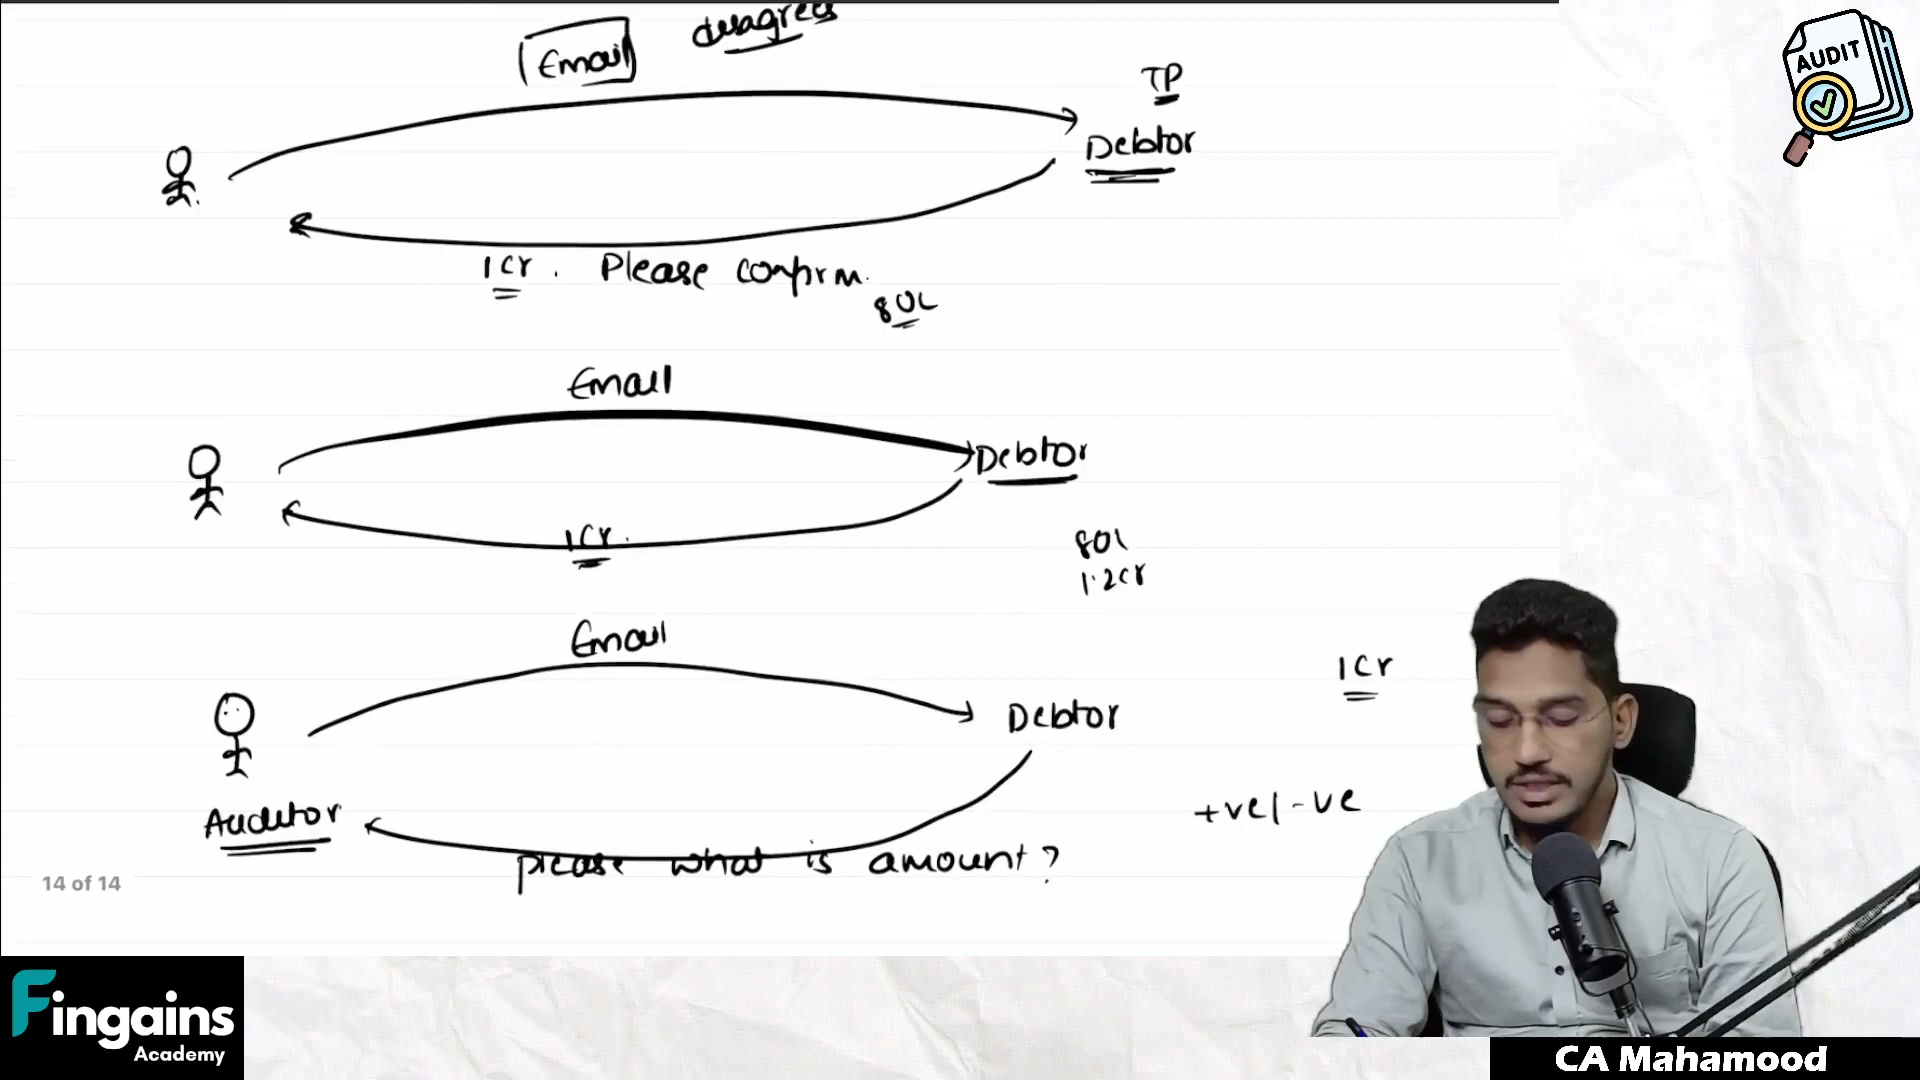 Email disagrees
TP
Debtor
1cr. Please confirm.
80L
Email
Debtor
1cr.
80L
1.2cr
Email
Debtor
1cr
Auditor
+ve/-ve
please what is amount?
14 of 14
AUDIT
Fingains
Academy
CA Mahamood